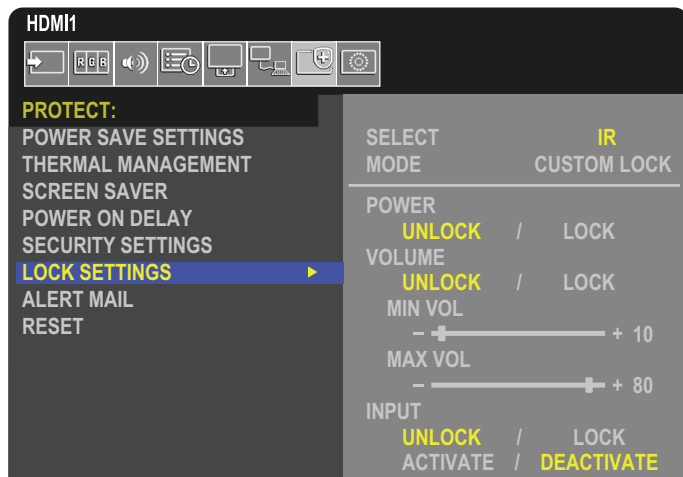 HDMI1
RGB
PROTECT:
POWER SAVE SETTINGS
THERMAL MANAGEMENT
SCREEN SAVER
POWER ON DELAY
SECURITY SETTINGS
LOCK SETTINGS
ALERT MAIL
RESET
SELECT IR
MODE CUSTOM LOCK
POWER
UNLOCK / LOCK
VOLUME
UNLOCK / LOCK
MIN VOL
– + 10
MAX VOL
– + 80
INPUT
UNLOCK / LOCK
ACTIVATE / DEACTIVATE